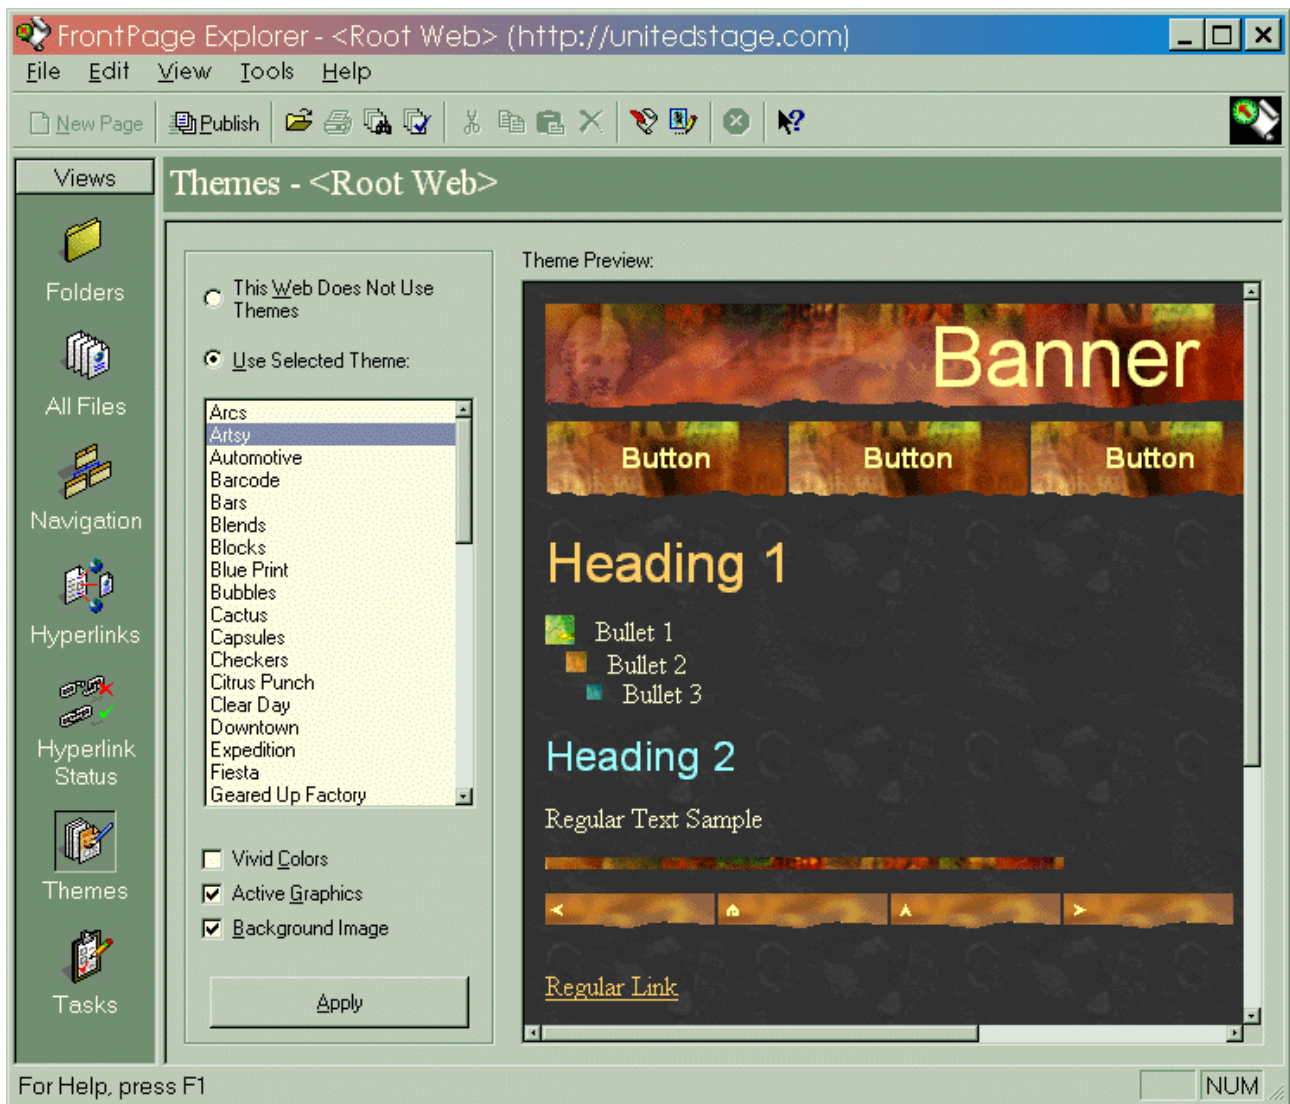 FrontPage Explorer - <Root Web> (http://unitedstage.com)
File Edit View Tools Help
New Page Publish
Views
Themes - <Root Web>
Folders
All Files
Navigation
Hyperlinks
Hyperlink
Status
Themes
Tasks
This Web Does Not Use
Themes
Use Selected Theme:
Arcs
Artsy
Automotive
Barcode
Bars
Blends
Blocks
Blue Print
Bubbles
Cactus
Capsules
Checkers
Citrus Punch
Clear Day
Downtown
Expedition
Fiesta
Geared Up Factory
Vivid Colors
Active Graphics
Background Image
Apply
Theme Preview:
Banner
Button Button Button
Heading 1
Bullet 1
Bullet 2
Bullet 3
Heading 2
Regular Text Sample
Regular Link
For Help, press F1
NUM